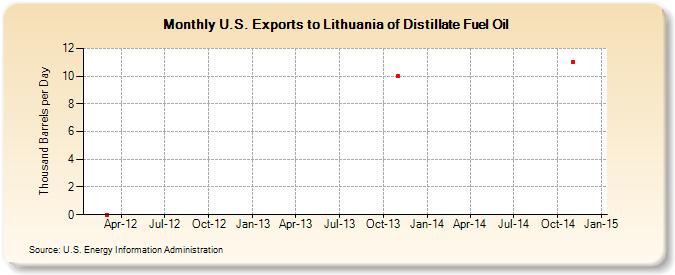 Monthly U.S. Exports to Lithuania of Distillate Fuel Oil
Thousand Barrels per Day
12
10
8
6
4
2
0
Apr-12 Jul-12 Oct-12 Jan-13 Apr-13 Jul-13 Oct-13 Jan-14 Apr-14 Jul-14 Oct-14 Jan-15
Source: U.S. Energy Information Administration